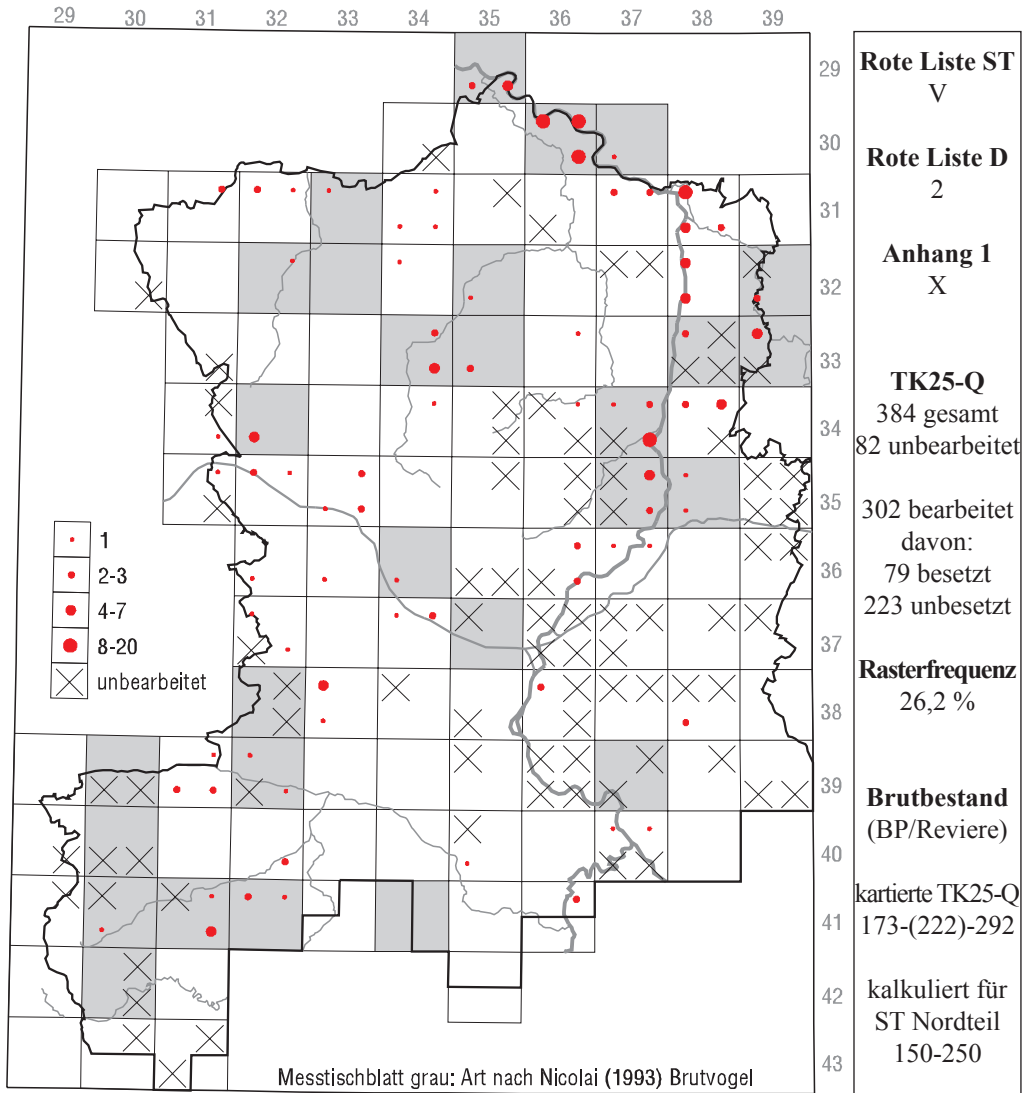 29 30 31 32 33 34 35 36 37 38 39
29
30
31
32
33
34
35
36
37
38
39
40
41
42
43
1
2-3
4-7
8-20
unbearbeitet
Messtischblatt grau: Art nach Nicolai (1993) Brutvogel
Rote Liste ST
V
Rote Liste D
2
Anhang 1
X
TK25-Q
384 gesamt
82 unbearbeitet
302 bearbeitet
davon:
79 besetzt
223 unbesetzt
Rasterfrequenz
26,2 %
Brutbestand
(BP/Reviere)
kartierte TK25-Q
173-(222)-292
kalkuliert für
ST Nordteil
150-250